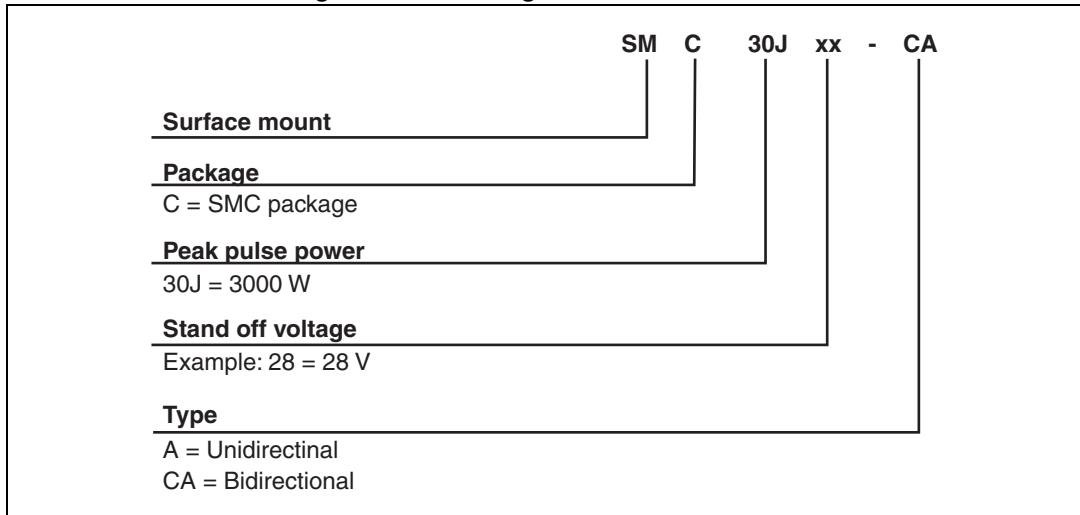 SM C 30J xx - CA
Surface mount
Package
C = SMC package
Peak pulse power
30J = 3000 W
Stand off voltage
Example: 28 = 28 V
Type
A = Unidirectinal
CA = Bidirectional